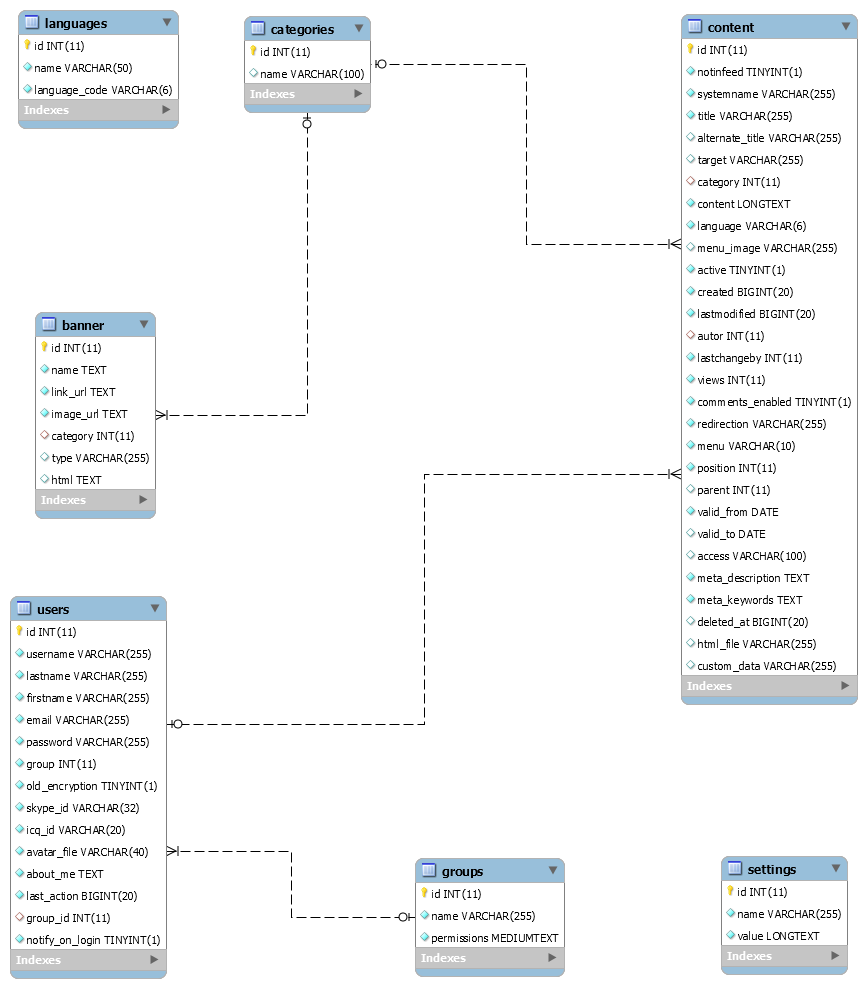 languages
id INT(11)
name VARCHAR(50)
language_code VARCHAR(6)
Indexes
categories
id INT(11)
name VARCHAR(100)
Indexes
content
id INT(11)
notinfeed TINYINT(1)
systemname VARCHAR(255)
title VARCHAR(255)
alternate_title VARCHAR(255)
target VARCHAR(255)
category INT(11)
content LONGTEXT
language VARCHAR(6)
menu_image VARCHAR(255)
active TINYINT(1)
created BIGINT(20)
lastmodified BIGINT(20)
autor INT(11)
lastchangeby INT(11)
views INT(11)
comments_enabled TINYINT(1)
redirection VARCHAR(255)
menu VARCHAR(10)
position INT(11)
parent INT(11)
valid_from DATE
valid_to DATE
access VARCHAR(100)
meta_description TEXT
meta_keywords TEXT
deleted_at BIGINT(20)
html_file VARCHAR(255)
custom_data VARCHAR(255)
Indexes
banner
id INT(11)
name TEXT
link_url TEXT
image_url TEXT
category INT(11)
type VARCHAR(255)
html TEXT
Indexes
users
id INT(11)
username VARCHAR(255)
lastname VARCHAR(255)
firstname VARCHAR(255)
email VARCHAR(255)
password VARCHAR(255)
group INT(11)
old_encryption TINYINT(1)
skype_id VARCHAR(32)
icq_id VARCHAR(20)
avatar_file VARCHAR(40)
about_me TEXT
last_action BIGINT(20)
group_id INT(11)
notify_on_login TINYINT(1)
Indexes
groups
id INT(11)
name VARCHAR(255)
permissions MEDIUMTEXT
Indexes
settings
id INT(11)
name VARCHAR(255)
value LONGTEXT
Indexes